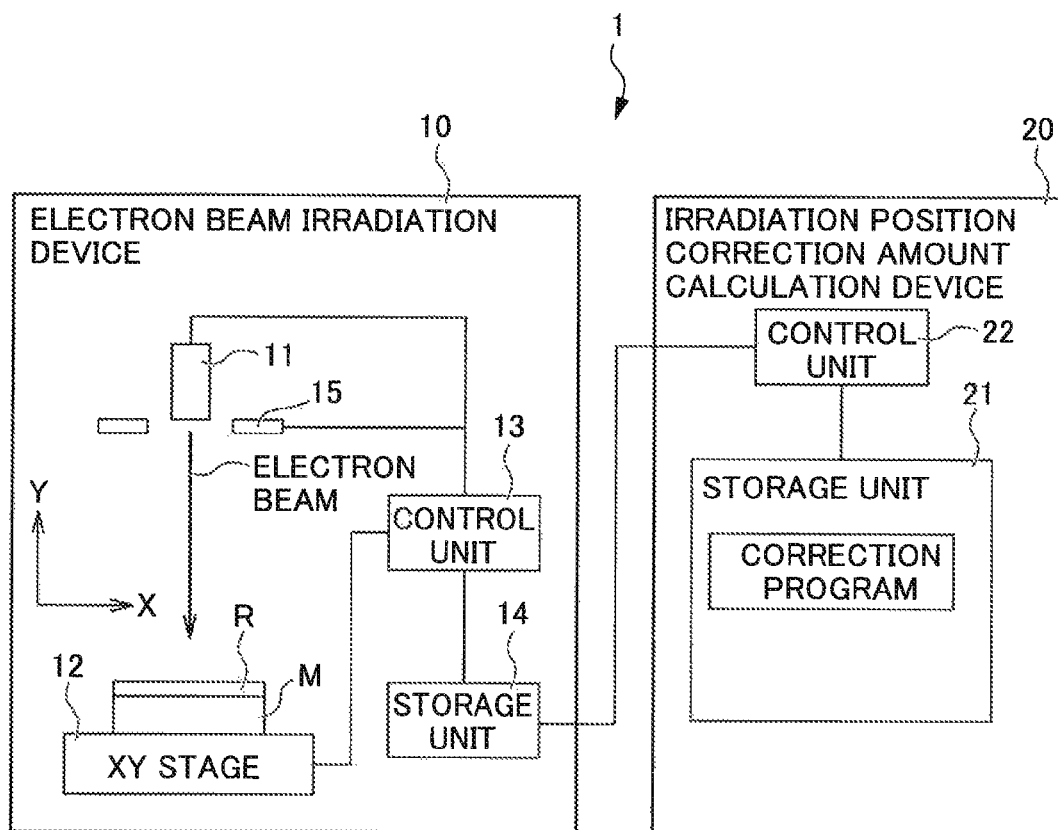 1
10
20
ELECTRON BEAM IRRADIATION
DEVICE
IRRADIATION POSITION
CORRECTION AMOUNT
CALCULATION DEVICE
11
15
ELECTRON
BEAM
Y
X
13
CONTROL
UNIT
22
CONTROL
UNIT
21
STORAGE UNIT
CORRECTION
PROGRAM
R
M
12
XY STAGE
14
STORAGE
UNIT